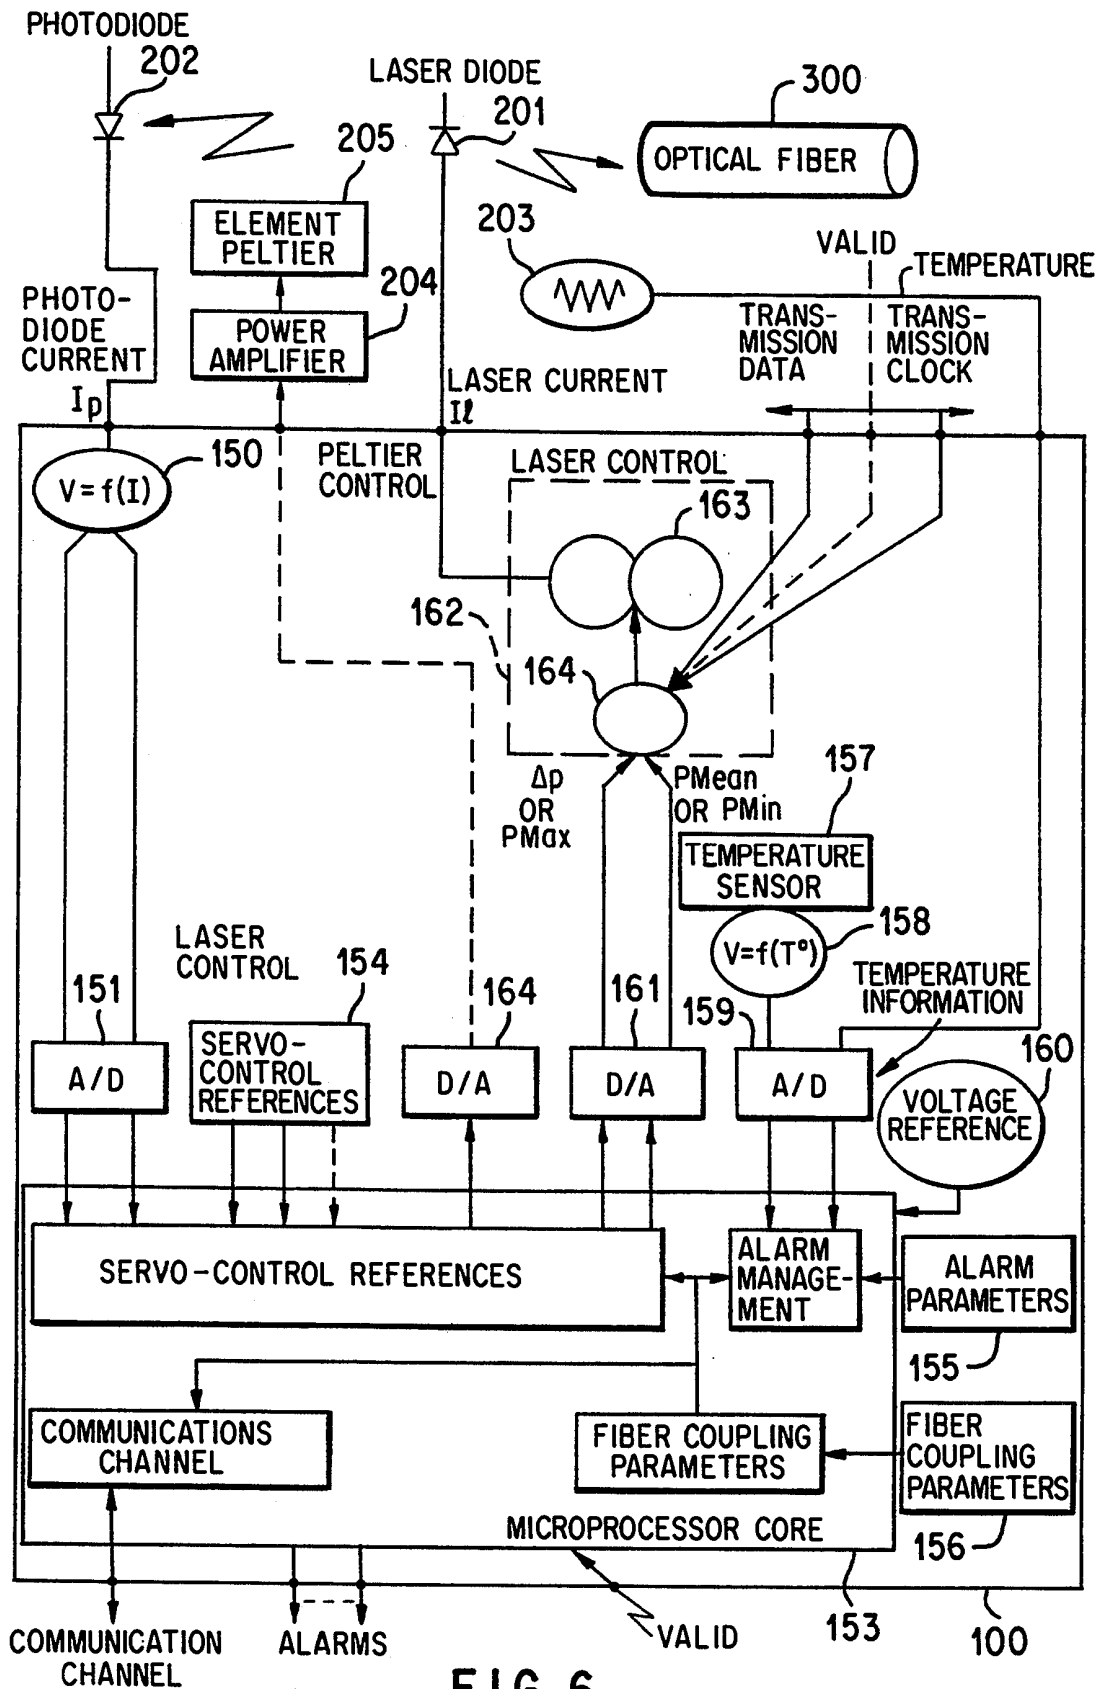 PHOTODIODE
202
LASER DIODE
201
300
OPTICAL FIBER
205
ELEMENT
PELTIER
203
VALID
TEMPERATURE
204
PHOTO-
DIODE
CURRENT
Ip
POWER
AMPLIFIER
TRANS-
MISSION
DATA
TRANS-
MISSION
CLOCK
LASER CURRENT
Iℓ
150
V=f(I)
PELTIER
CONTROL
LASER CONTROL
163
162
164
Δp
OR
PMax
PMean
OR PMin
157
TEMPERATURE
SENSOR
158
V=f(T°)
LASER
CONTROL
154
151
164
161
159
TEMPERATURE
INFORMATION
160
A/D
SERVO-
CONTROL
REFERENCES
D/A
D/A
A/D
VOLTAGE
REFERENCE
SERVO-CONTROL REFERENCES
ALARM
MANAGE-
MENT
ALARM
PARAMETERS
155
COMMUNICATIONS
CHANNEL
FIBER COUPLING
PARAMETERS
FIBER
COUPLING
PARAMETERS
156
MICROPROCESSOR CORE
153
100
COMMUNICATION
CHANNEL
ALARMS
VALID
FIG. 6